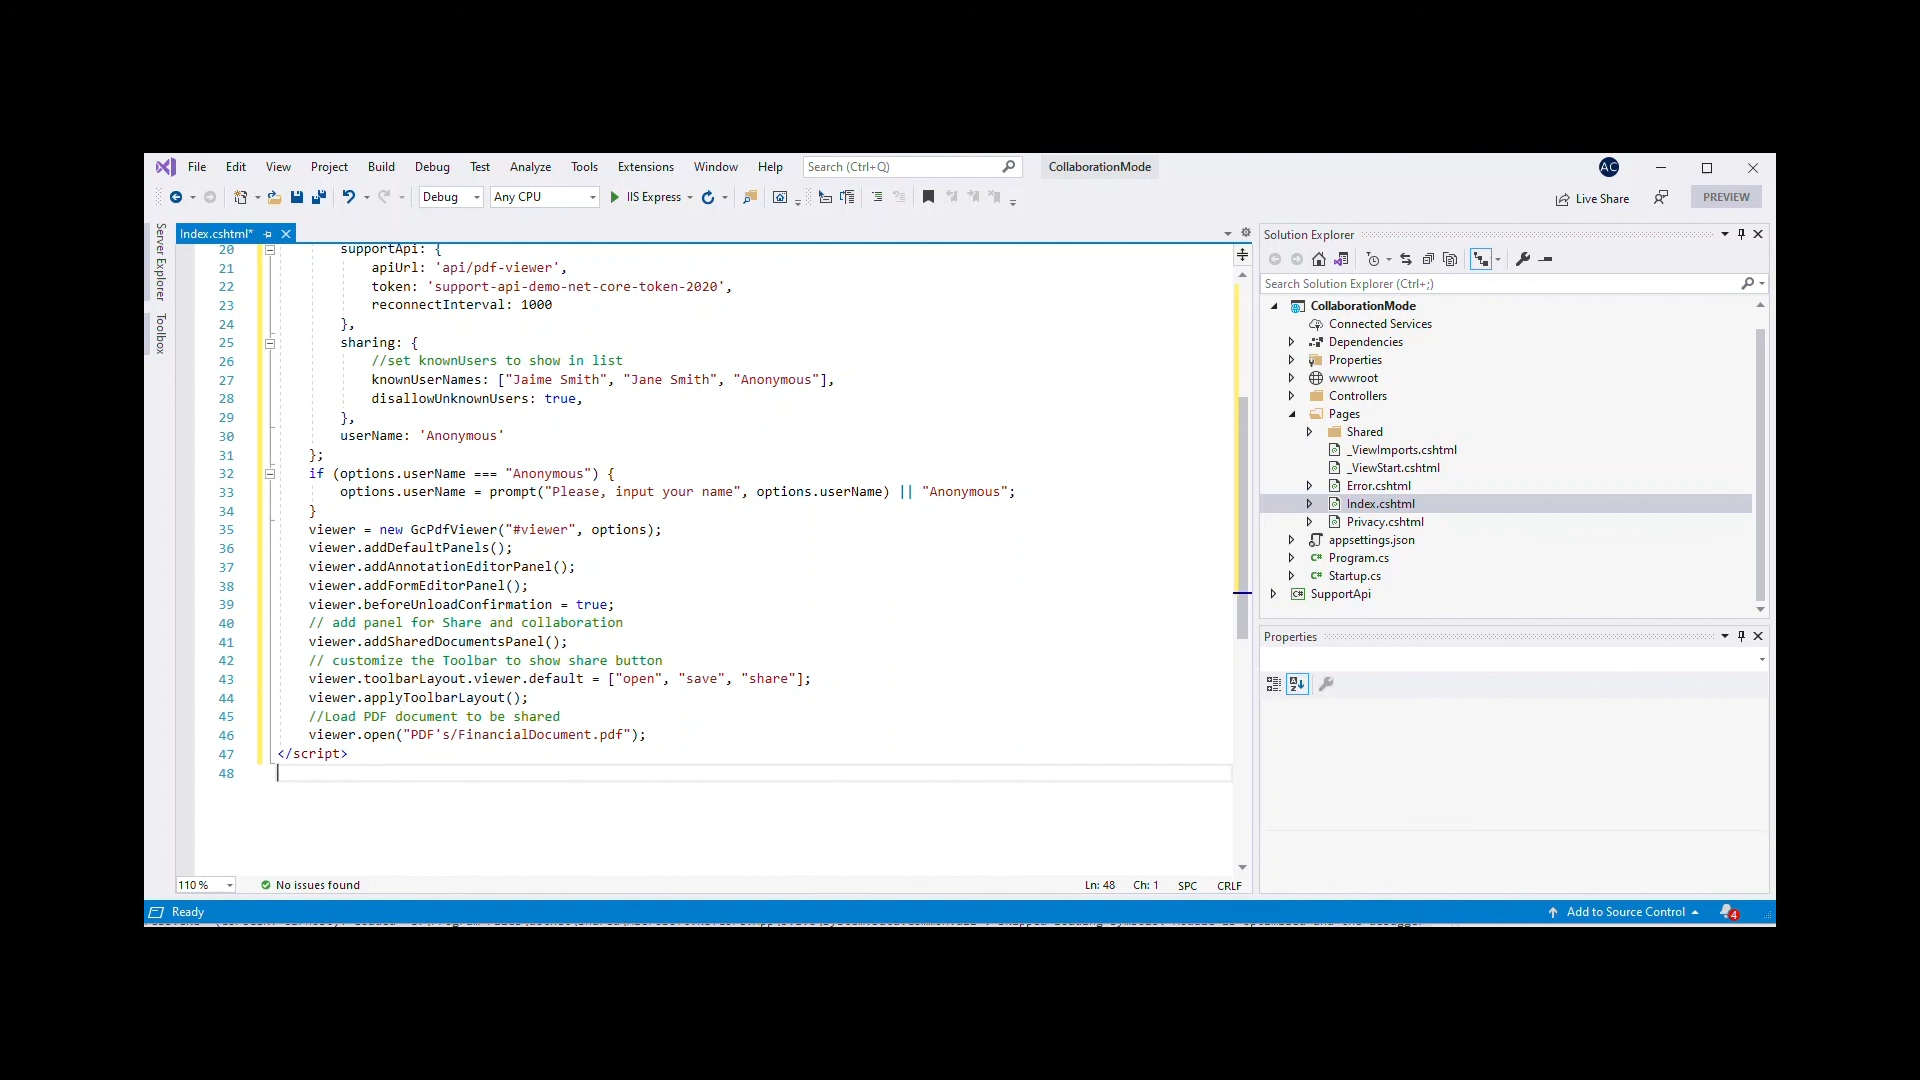 File Edit View Project Build Debug Test Analyze Tools Extensions Window Help Search (Ctrl+Q) CollaborationMode AC
Debug Any CPU IIS Express Live Share PREVIEW
Server Explorer
Toolbox
Index.cshtml*
20 supportApi: {
21 apiUrl: 'api/pdf-viewer',
22 token: 'support-api-demo-net-core-token-2020',
23 reconnectInterval: 1000
24 },
25 sharing: {
26 //set knownUsers to show in list
27 knownUserNames: ["Jaime Smith", "Jane Smith", "Anonymous"],
28 disallowUnknownUsers: true,
29 },
30 userName: 'Anonymous'
31 };
32 if (options.userName === "Anonymous") {
33 options.userName = prompt("Please, input your name", options.userName) || "Anonymous";
34 }
35 viewer = new GcPdfViewer("#viewer", options);
36 viewer.addDefaultPanels();
37 viewer.addAnnotationEditorPanel();
38 viewer.addFormEditorPanel();
39 viewer.beforeUnloadConfirmation = true;
40 // add panel for Share and collaboration
41 viewer.addSharedDocumentsPanel();
42 // customize the Toolbar to show share button
43 viewer.toolbarLayout.viewer.default = ["open", "save", "share"];
44 viewer.applyToolbarLayout();
45 //Load PDF document to be shared
46 viewer.open("PDF's/FinancialDocument.pdf");
47 </script>
48
110 % No issues found Ln: 48 Ch: 1 SPC CRLF
Solution Explorer
Search Solution Explorer (Ctrl+;)
CollaborationMode
Connected Services
Dependencies
Properties
wwwroot
Controllers
Pages
Shared
_ViewImports.cshtml
_ViewStart.cshtml
Error.cshtml
Index.cshtml
Privacy.cshtml
appsettings.json
C# Program.cs
C# Startup.cs
C# SupportApi
Properties
Ready Add to Source Control 4